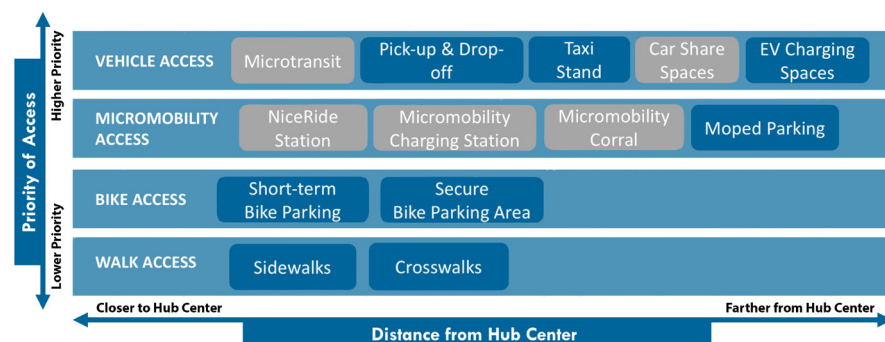 Priority of Access
Higher Priority
Lower Priority
VEHICLE ACCESS
Microtransit
Pick-up & Drop-
off
Taxi
Stand
Car Share
Spaces
EV Charging
Spaces
MICROMOBILITY
ACCESS
NiceRide
Station
Micromobility
Charging Station
Micromobility
Corral
Moped Parking
BIKE ACCESS
Short-term
Bike Parking
Secure
Bike Parking Area
WALK ACCESS
Sidewalks
Crosswalks
Closer to Hub Center
Farther from Hub Center
Distance from Hub Center